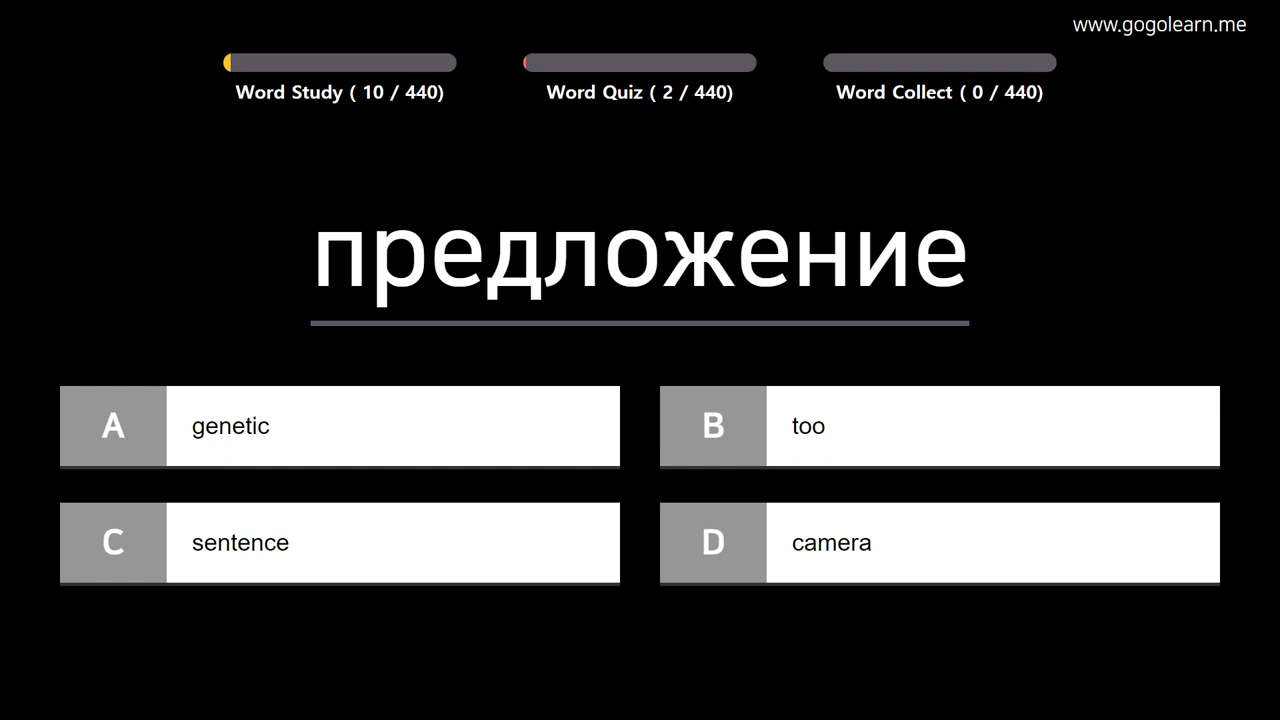 www.gogolearn.me
Word Study ( 10 / 440)
Word Quiz ( 2 / 440)
Word Collect ( 0 / 440)
предложение
A genetic
B too
C sentence
D camera